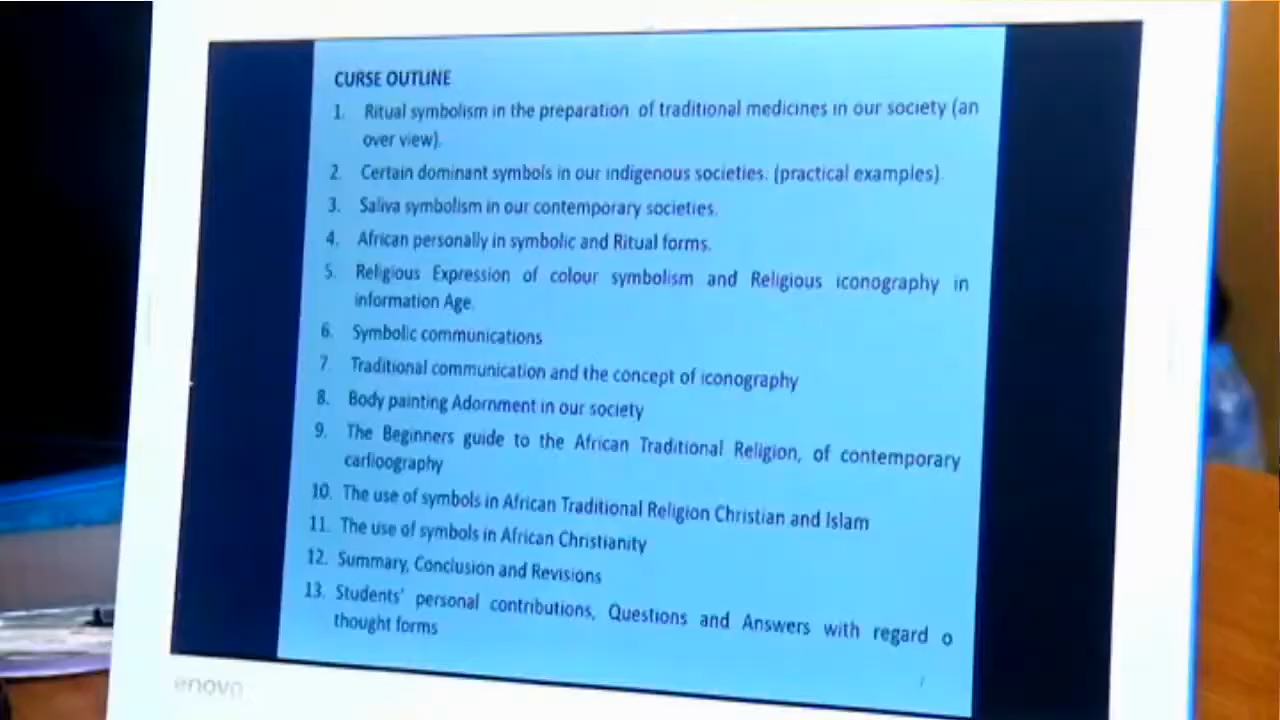 CURSE OUTLINE
1. Ritual symbolism in the preparation of traditional medicines in our society (an
over view).
2. Certain dominant symbols in our indigenous societies. (practical examples).
3. Saliva symbolism in our contemporary societies.
4. African personally in symbolic and Ritual forms.
5. Religious Expression of colour symbolism and Religious iconography in
information Age.
6. Symbolic communications
7. Traditional communication and the concept of iconography
8. Body painting Adornment in our society
9. The Beginners guide to the African Traditional Religion, of contemporary
carlioography
10. The use of symbols in African Traditional Religion Christian and Islam
11. The use of symbols in African Christianity
12. Summary, Conclusion and Revisions
13. Students' personal contributions, Questions and Answers with regard o
thought forms
enovo